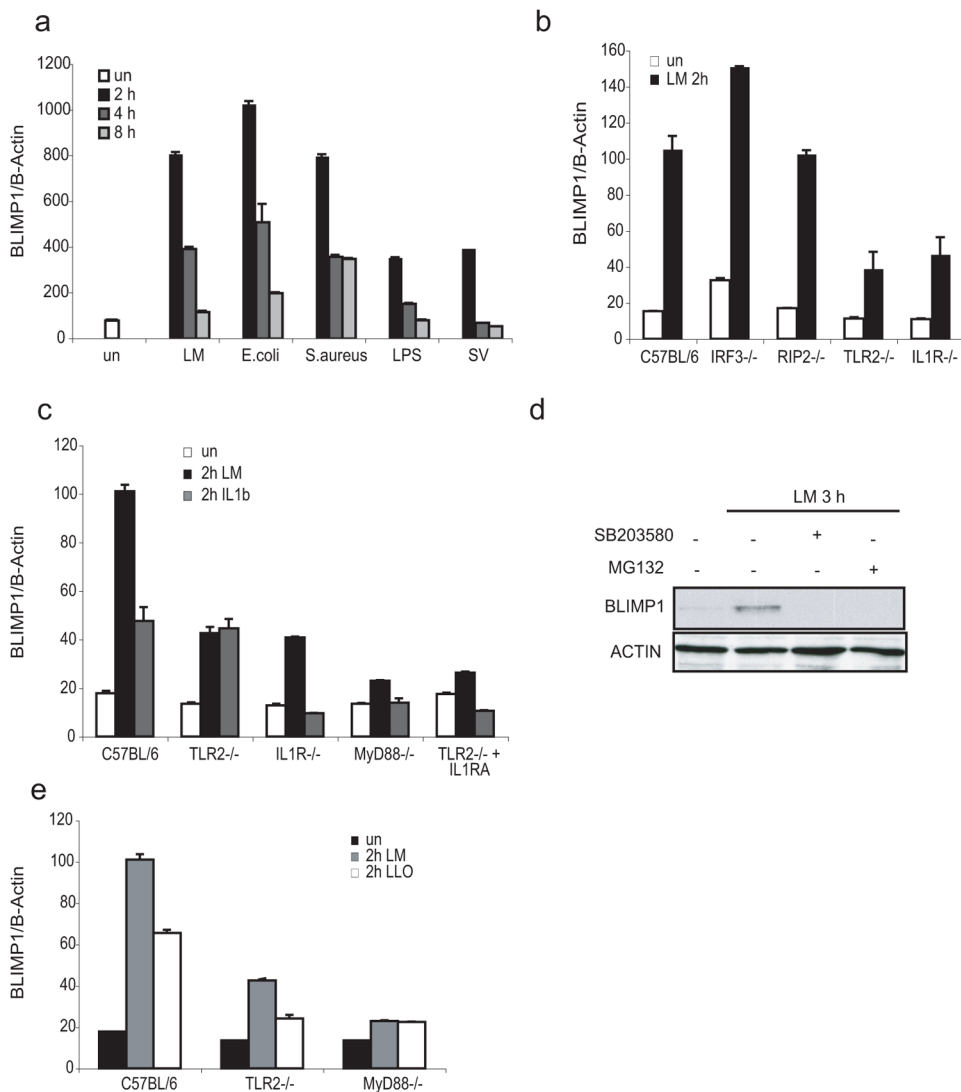 a
BLIMP1/B-Actin
1200
1000
800
600
400
200
0
un
2 h
4 h
8 h
un LM E.coli S.aureus LPS SV
b
BLIMP1/B-Actin
160
140
120
100
80
60
40
20
0
un
LM 2h
C57BL/6 IRF3-/- RIP2-/- TLR2-/- IL1R-/-
c
BLIMP1/B-Actin
120
100
80
60
40
20
0
un
2h LM
2h IL1b
C57BL/6 TLR2-/- IL1R-/- MyD88-/- TLR2-/- +
IL1RA
d
LM 3 h
SB203580 - - + -
MG132 - - - +
BLIMP1
ACTIN
e
BLIMP1/B-Actin
120
100
80
60
40
20
0
un
2h LM
2h LLO
C57BL/6 TLR2-/- MyD88-/-